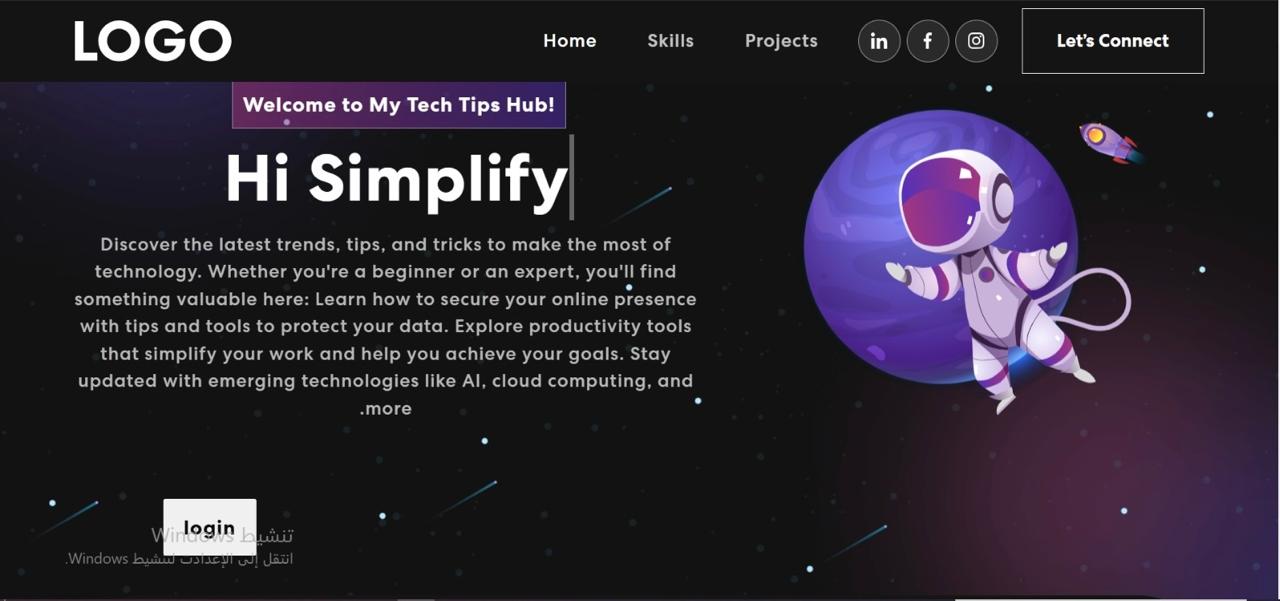 LOGO
Home
Skills
Projects
in
f
Let's Connect
Welcome to My Tech Tips Hub!
Hi Simplify
Discover the latest trends, tips, and tricks to make the most of
technology. Whether you're a beginner or an expert, you'll find
something valuable here: Learn how to secure your online presence
with tips and tools to protect your data. Explore productivity tools
that simplify your work and help you achieve your goals. Stay
updated with emerging technologies like AI, cloud computing, and
.more
login
تنشيط Windows
انتقل إلى الإعدادات لتنشيط Windows.